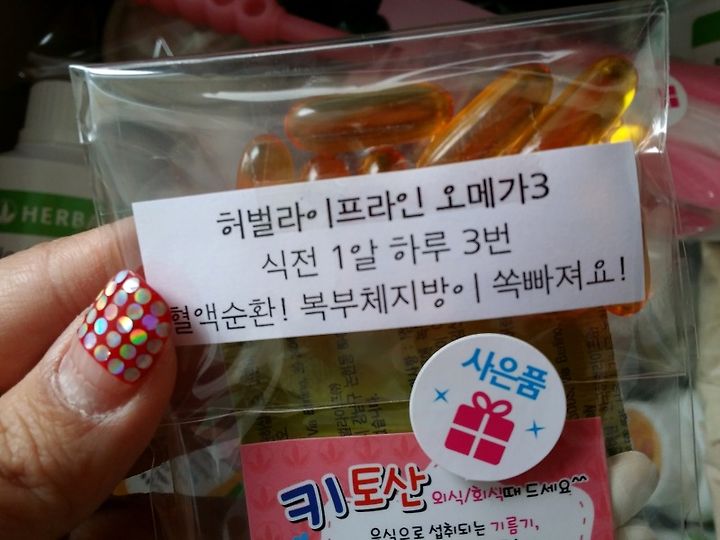 HERBA
허벌라이프라인 오메가3
식전 1알 하루 3번
혈액순환! 복부체지방이 쏙빠져요!
사은품
키토산 외식/회식때 드세요^^
음식으로 섭취되는 기름기,